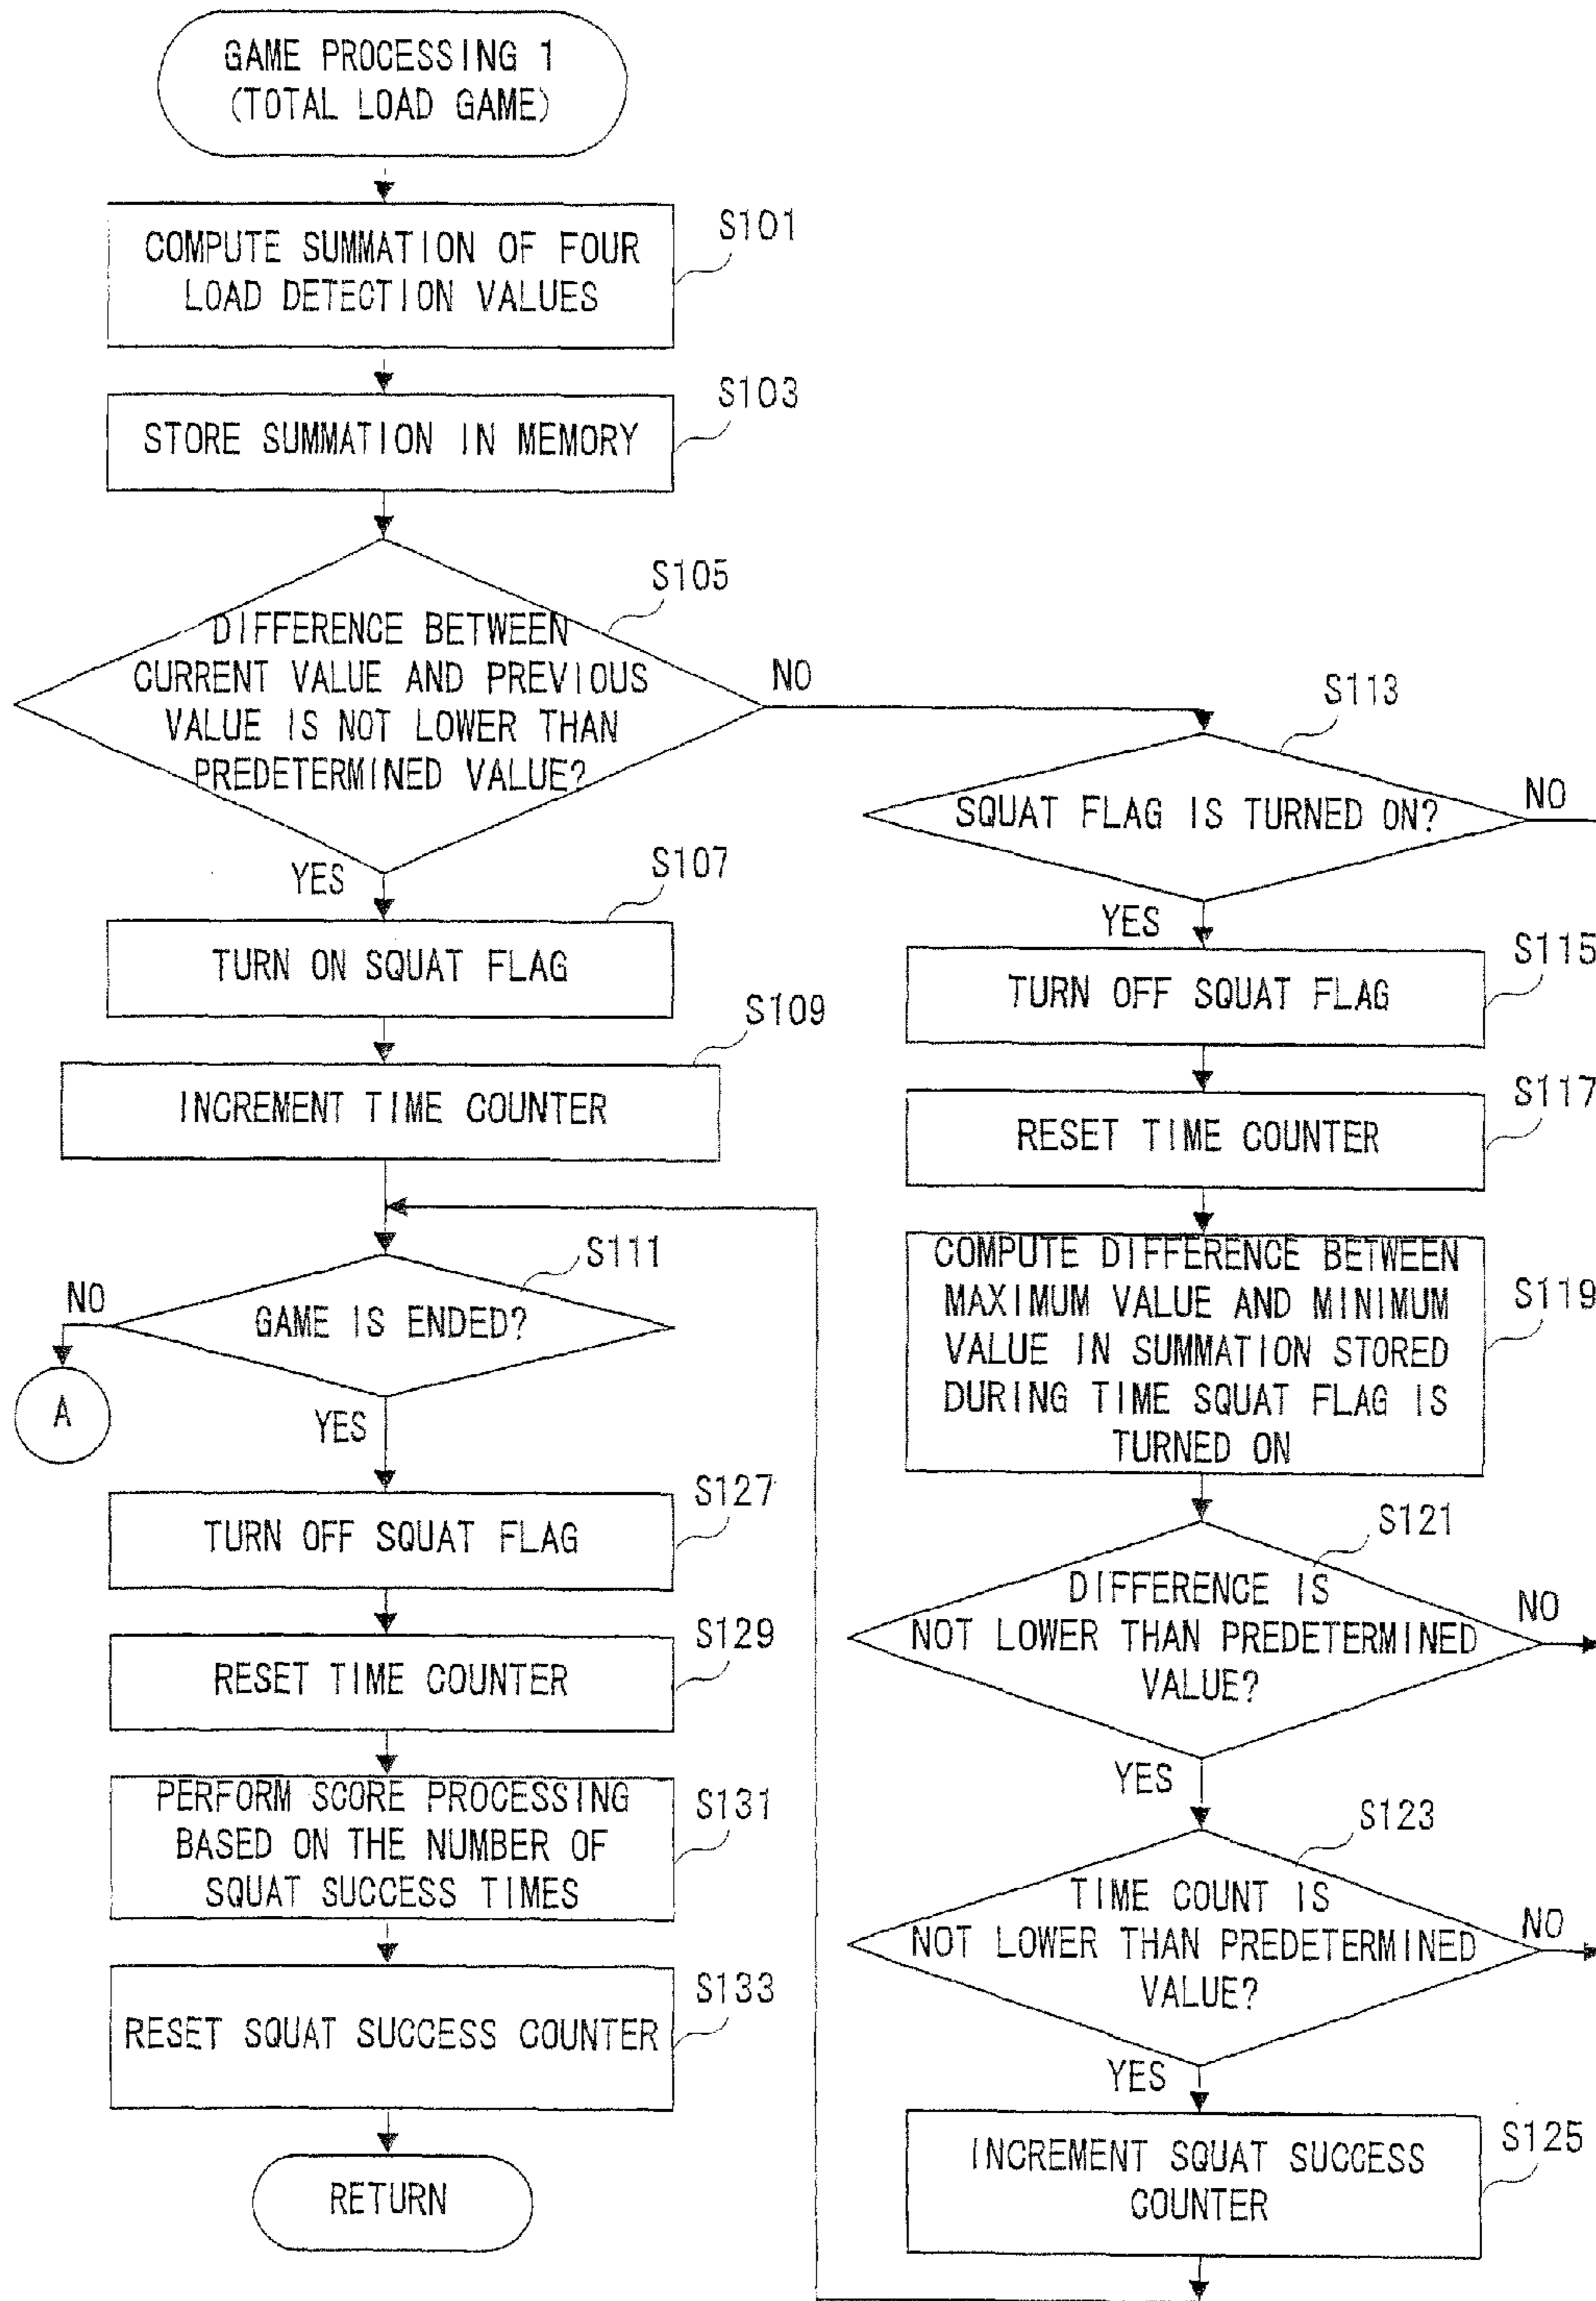 GAME PROCESSING 1
(TOTAL LOAD GAME)
S101
COMPUTE SUMMATION OF FOUR
LOAD DETECTION VALUES
S103
STORE SUMMATION IN MEMORY
S105
DIFFERENCE BETWEEN
CURRENT VALUE AND PREVIOUS
VALUE IS NOT LOWER THAN
PREDETERMINED VALUE?
NO
YES
S107
TURN ON SQUAT FLAG
S109
INCREMENT TIME COUNTER
S111
GAME IS ENDED?
NO
A
YES
S127
TURN OFF SQUAT FLAG
S129
RESET TIME COUNTER
S131
PERFORM SCORE PROCESSING
BASED ON THE NUMBER OF
SQUAT SUCCESS TIMES
S133
RESET SQUAT SUCCESS COUNTER
RETURN
S113
SQUAT FLAG IS TURNED ON?
NO
YES
S115
TURN OFF SQUAT FLAG
S117
RESET TIME COUNTER
S119
COMPUTE DIFFERENCE BETWEEN
MAXIMUM VALUE AND MINIMUM
VALUE IN SUMMATION STORED
DURING TIME SQUAT FLAG IS
TURNED ON
S121
DIFFERENCE IS
NOT LOWER THAN PREDETERMINED
VALUE?
NO
YES
S123
TIME COUNT IS
NOT LOWER THAN PREDETERMINED
VALUE?
NO
YES
S125
INCREMENT SQUAT SUCCESS
COUNTER